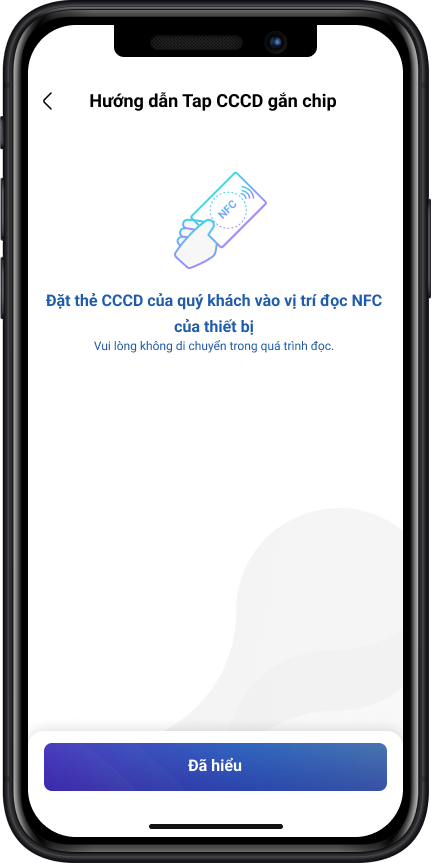 Hướng dẫn Tap CCCD gắn chip
NFC
Đặt thẻ CCCD của quý khách vào vị trí đọc NFC
của thiết bị
Vui lòng không di chuyển trong quá trình đọc.
Đã hiểu